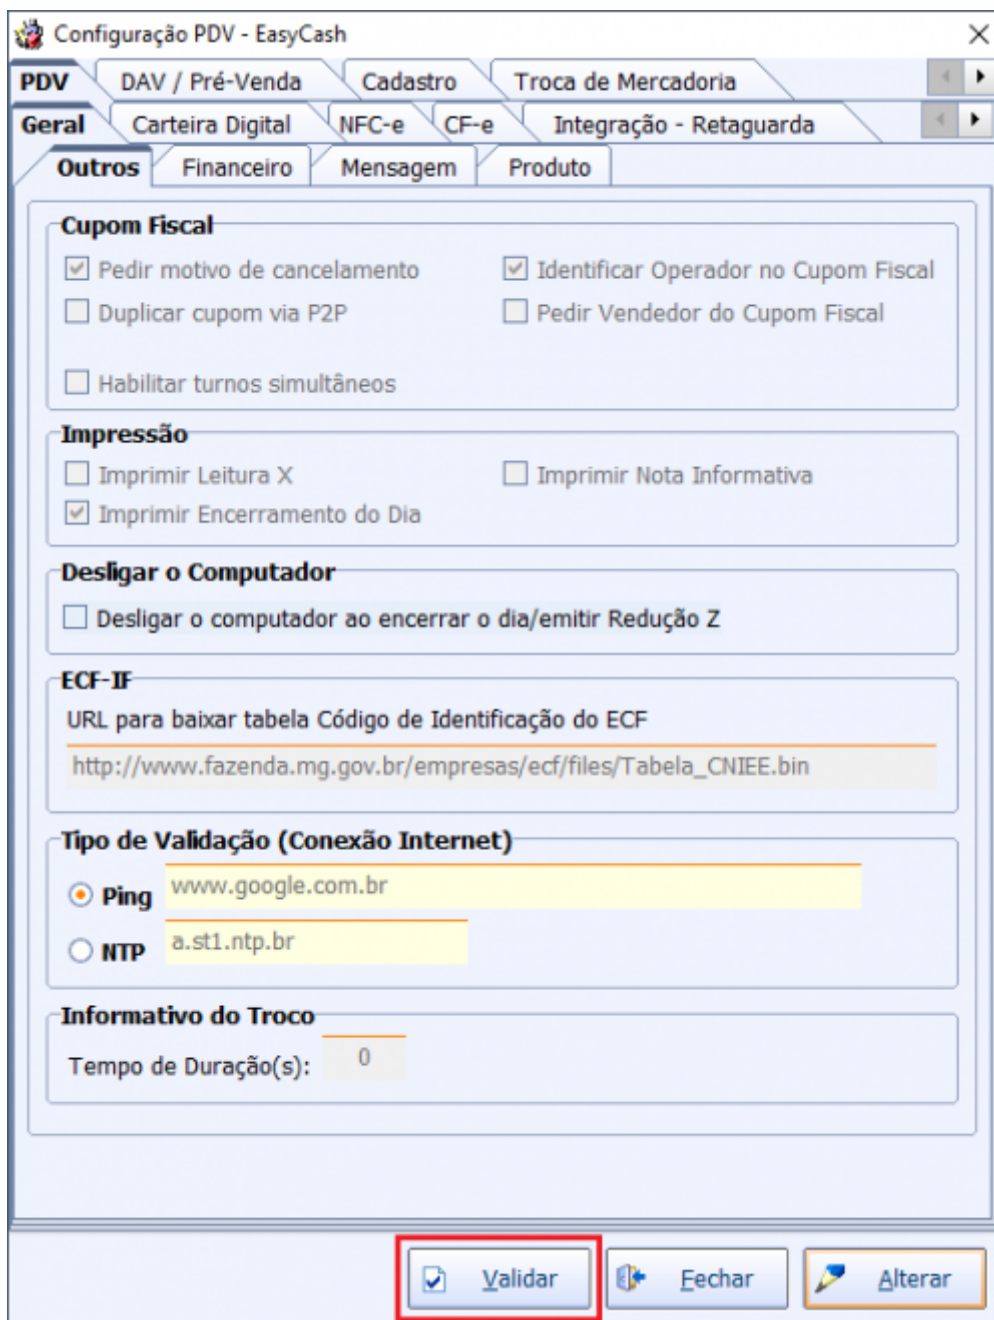 Configuração PDV - EasyCash
PDV DAV / Pré-Venda Cadastro Troca de Mercadoria
Geral Carteira Digital NFC-e CF-e Integração - Retaguarda
Outros Financeiro Mensagem Produto
Cupom Fiscal
Pedir motivo de cancelamento Identificar Operador no Cupom Fiscal
Duplicar cupom via P2P Pedir Vendedor do Cupom Fiscal
Habilitar turnos simultâneos
Impressão
Imprimir Leitura X Imprimir Nota Informativa
Imprimir Encerramento do Dia
Desligar o Computador
Desligar o computador ao encerrar o dia/emitir Redução Z
ECF-IF
URL para baixar tabela Código de Identificação do ECF
http://www.fazenda.mg.gov.br/empresas/ecf/files/Tabela_CNIEE.bin
Tipo de Validação (Conexão Internet)
Ping www.google.com.br
NTP a.st1.ntp.br
Informativo do Troco
Tempo de Duração(s): 0
Validar Fechar Alterar